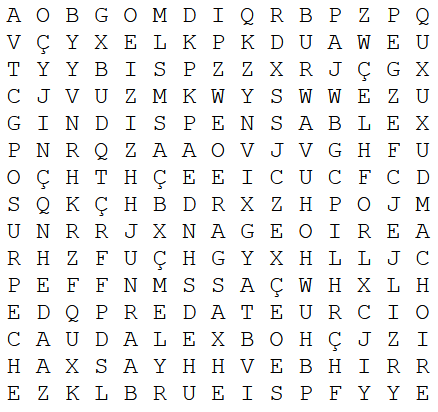 A O B G O M D I Q R B P Z P Q
V Ç Y X E L K P K D U A W E U
T Y Y B I S P Z Z X R J Ç G X
C J V U Z M K W Y S W W E Z U
G I N D I S P E N S A B L E X
P N R Q Z A A O V J V G H F U
O Ç H T H Ç E E I C U C F C D
S Q K Ç H B D R X Z H P O J M
U N R R J X N A G E O I R E A
R H Z F U Ç H G Y X H L L J C
P E F F N M S S A Ç W H X L H
E D Q P R E D A T E U R C I O
C A U D A L E X B O H Ç J Z I
H A X S A Y H H V E B H I R R
E Z K L B R U E I S P F Y Y E